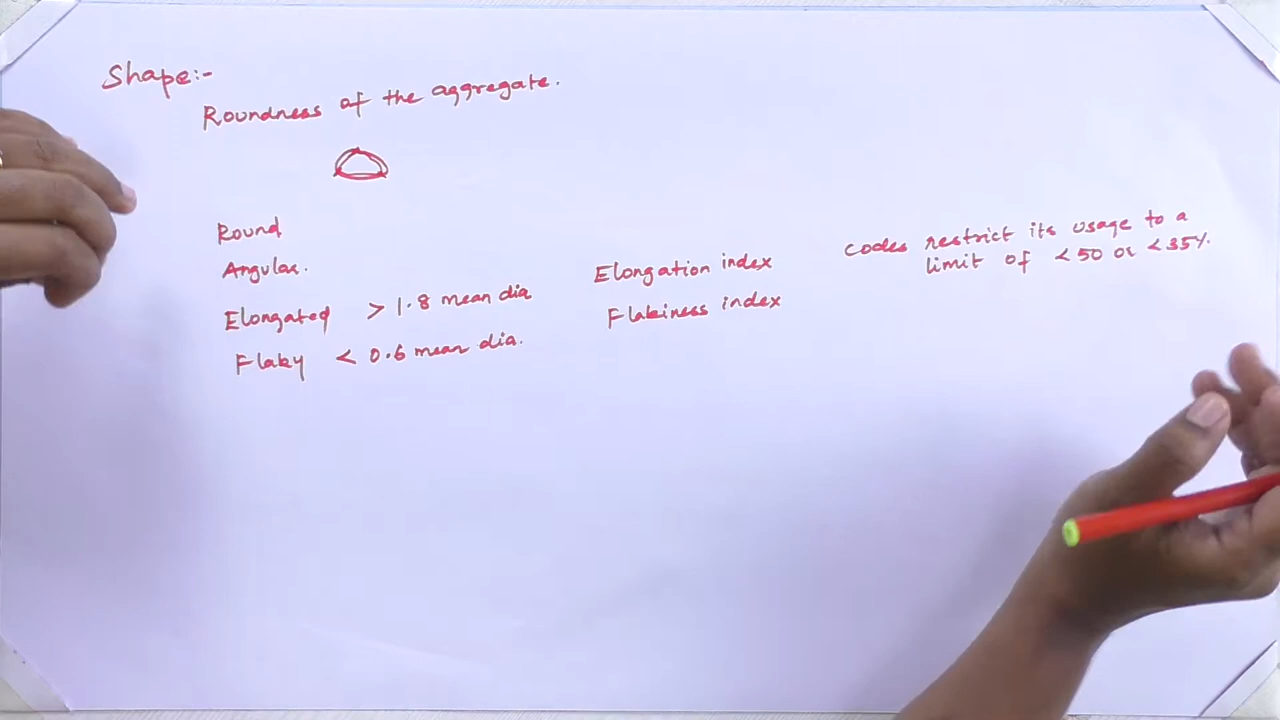 Shape:-
Roundness of the aggregate.
Round
Angular.
Elongated > 1.8 mean dia
Flaky < 0.6 mean dia.
Elongation index
Flakiness index
codes restrict its usage to a
limit of <50 or <35%.